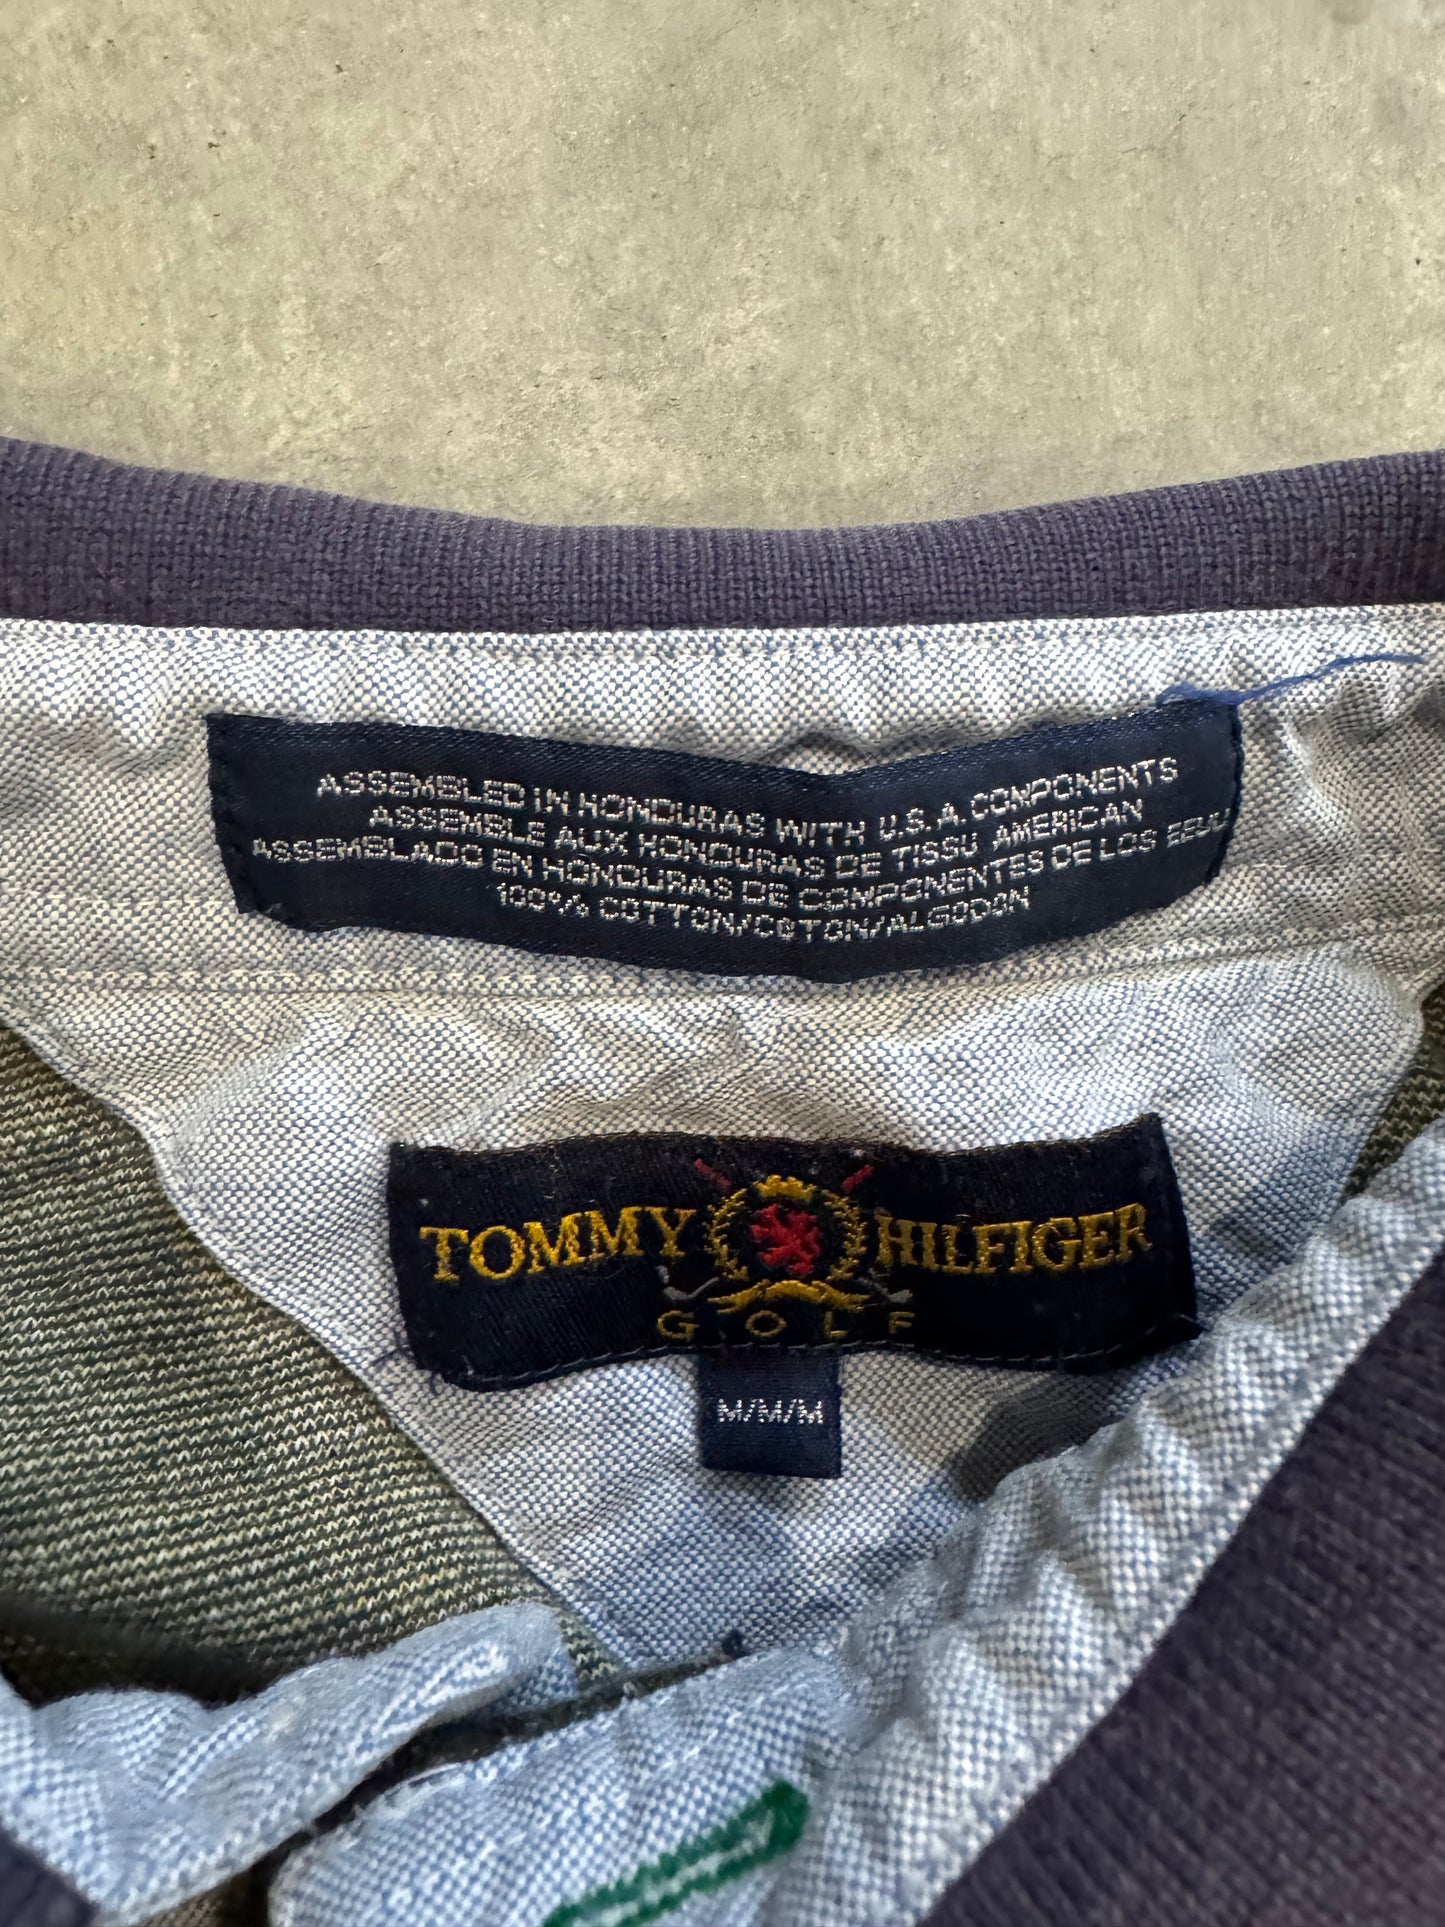 ASSEMBLED IN HONDURAS WITH U.S.A. COMPONENTS
ASSEMBLE AUX HONDURAS DE TISSU AMERICAN
ASSEMBLADO EN HONDURAS DE COMPONENTES DE LOS EEUU
100% COTTON/COTON/ALGODON
TOMMY HILFIGER
GOLF
M/M/M